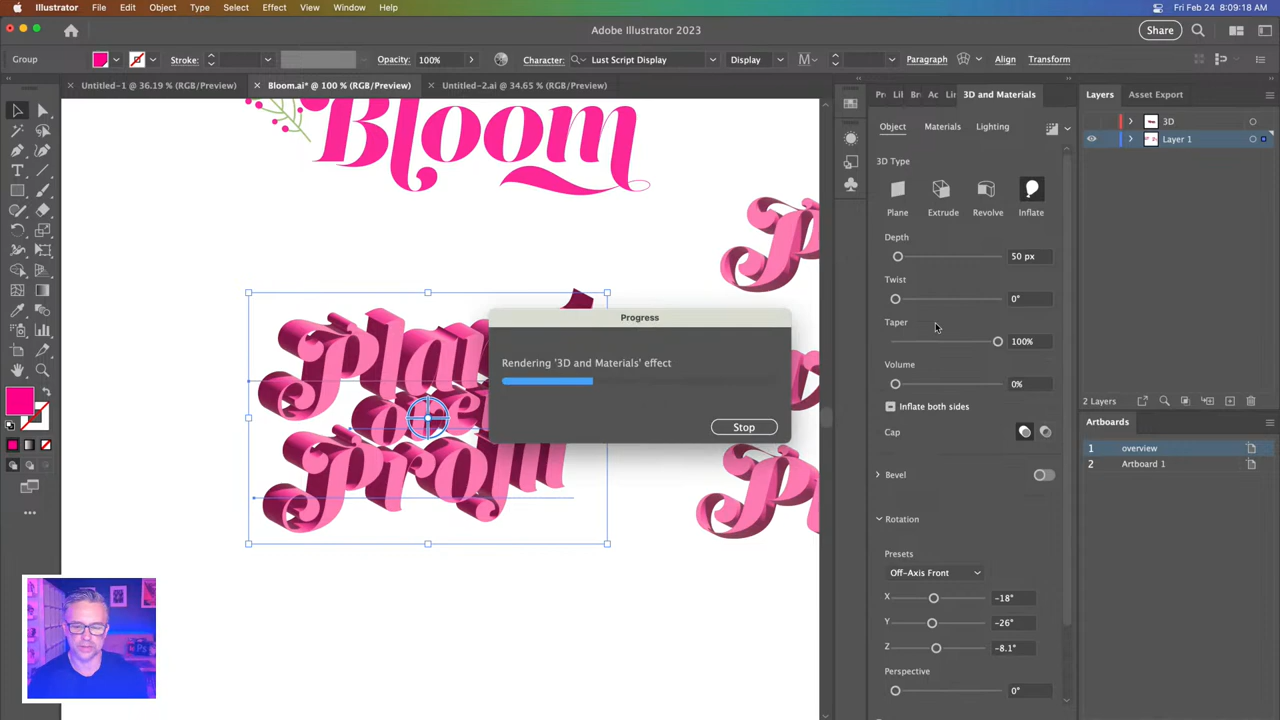 Illustrator File Edit Object Type Select Effect View Window Help Fri Feb 24 8:09:18 AM
Adobe Illustrator 2023
Share
Group Stroke: Opacity: 100% Character: Lust Script Display Display Paragraph Align Transform
Untitled-1 @ 36.19 % (RGB/Preview) Bloom.ai* @ 100 % (RGB/Preview) Untitled-2.ai @ 34.65 % (RGB/Preview)
Pr Lil Br Ac Lir 3D and Materials
Layers Asset Export
Object Materials Lighting
3D
Layer 1
Bloom
3D Type
Plane Extrude Revolve Inflate
Depth
50 px
Twist
0°
Taper
100%
Volume
0%
Inflate both sides
Cap
Bevel
Rotation
Presets
Off-Axis Front
X -18°
Y -26°
Z -8.1°
Perspective
0°
2 Layers
Artboards
1 overview
2 Artboard 1
Progress
Rendering '3D and Materials' effect
Stop